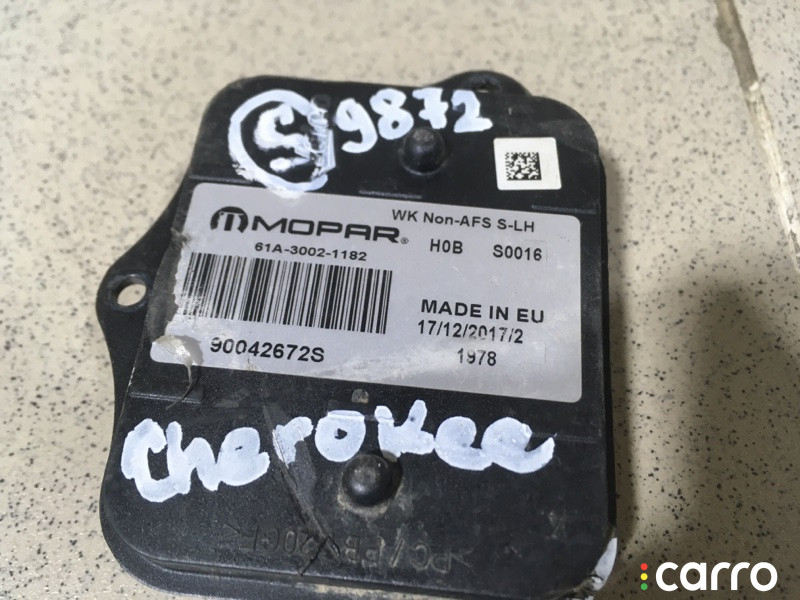 S 9872
MOPAR®
WK Non-AFS S-LH
61A-3002-1182
H0B S0016
MADE IN EU
17/12/2017/2
90042672S
1978
Cherokee
carro